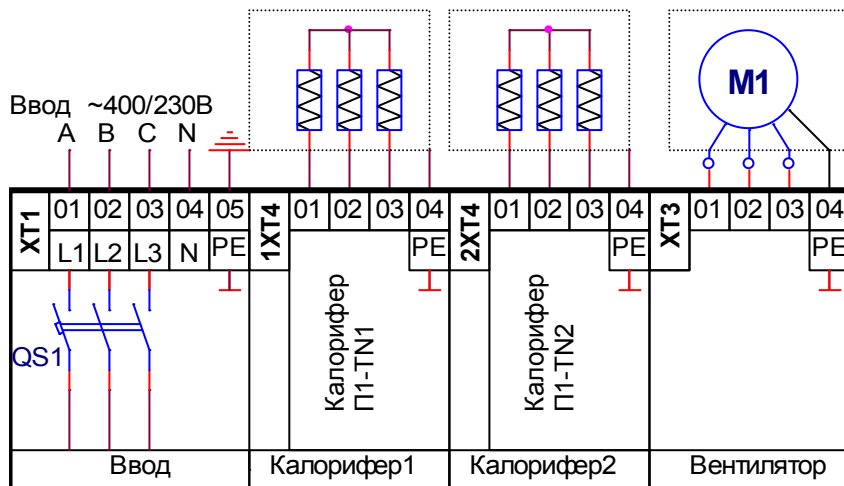 M1
Ввод ~400/230В
A B C N
XT1 01 02 03 04 05 1XT4 01 02 03 04 2XT4 01 02 03 04 XT3 01 02 03 04
L1 L2 L3 N PE PE PE PE
QS1
Калорифер
П1-TN1
Калорифер
П1-TN2
Ввод Калорифер1 Калорифер2 Вентилятор